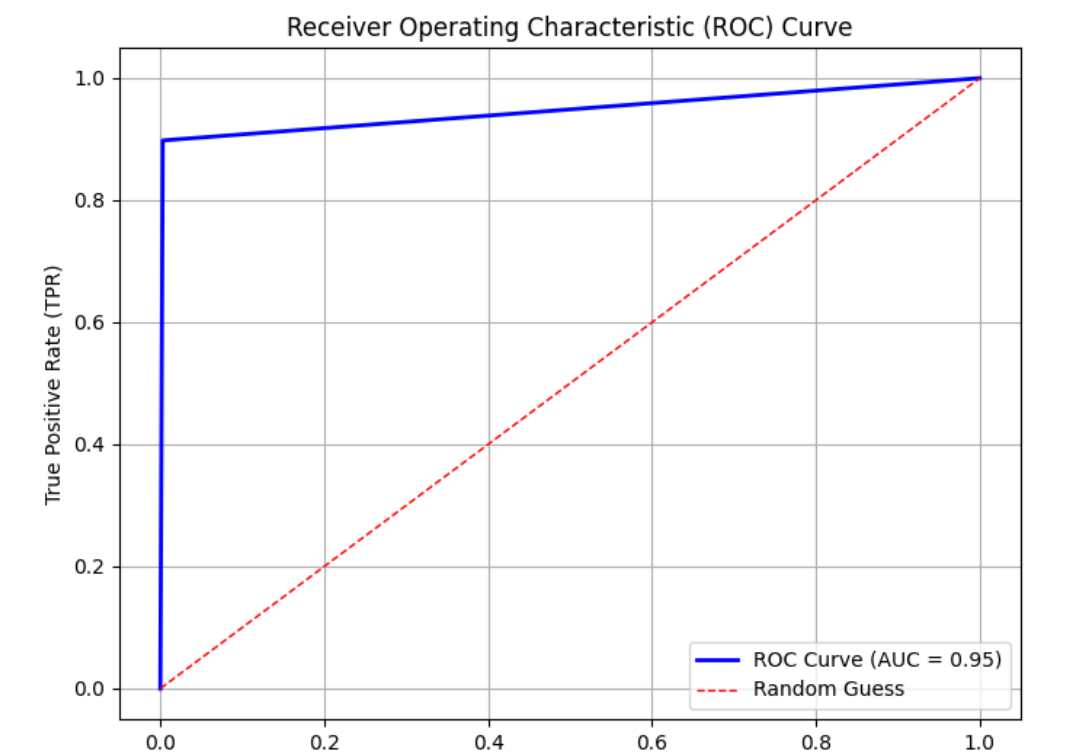 Receiver Operating Characteristic (ROC) Curve
True Positive Rate (TPR)
1.0
0.8
0.6
0.4
0.2
0.0
ROC Curve (AUC = 0.95)
Random Guess
0.0 0.2 0.4 0.6 0.8 1.0